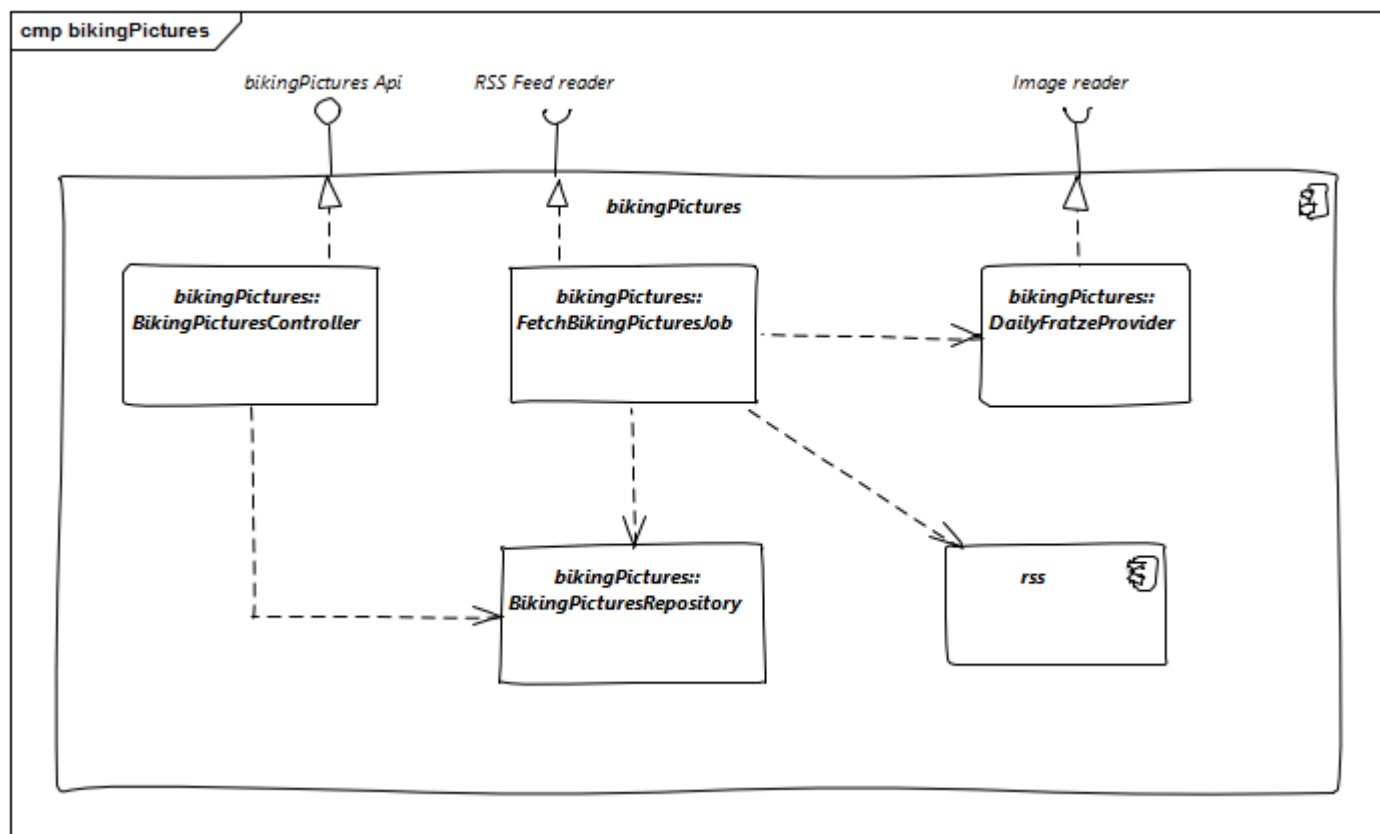 cmp bikingPictures
bikingPictures Api
RSS Feed reader
Image reader
bikingPictures
bikingPictures::
BikingPicturesController
bikingPictures::
FetchBikingPicturesJob
bikingPictures::
DailyFratzeProvider
bikingPictures::
BikingPicturesRepository
rss